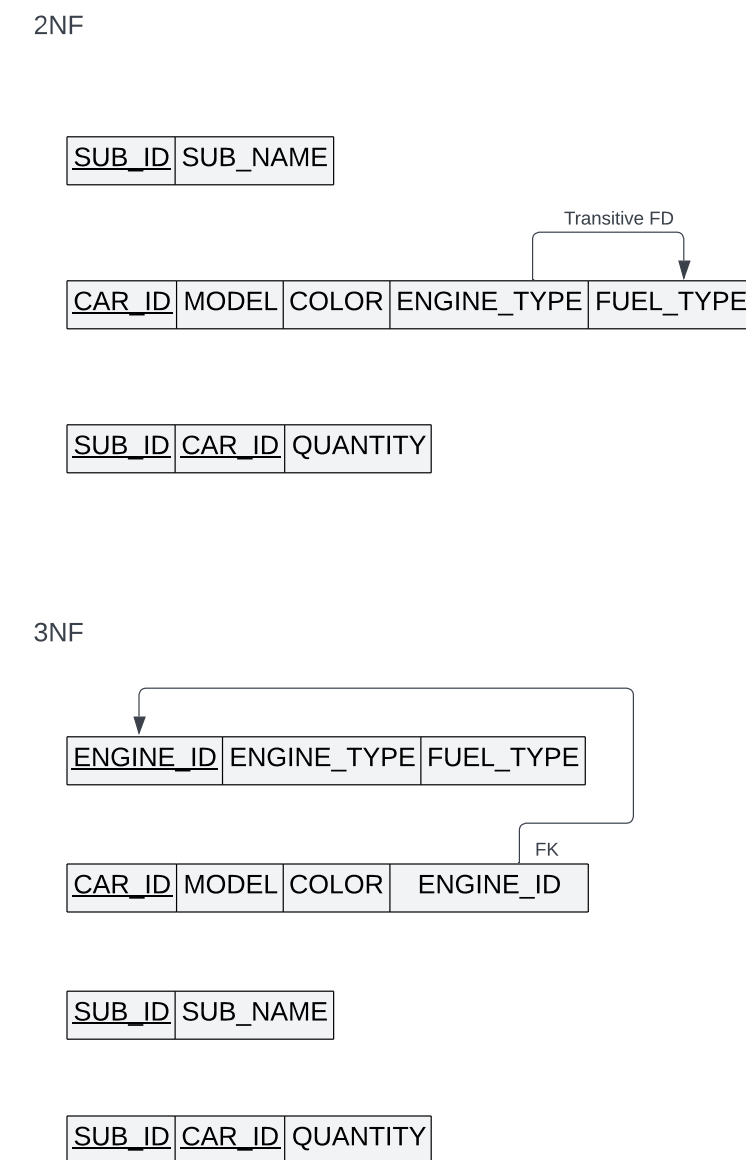 2NF
SUB_ID SUB_NAME
Transitive FD
CAR_ID MODEL COLOR ENGINE_TYPE FUEL_TYPE
SUB_ID CAR_ID QUANTITY
3NF
ENGINE_ID ENGINE_TYPE FUEL_TYPE
FK
CAR_ID MODEL COLOR ENGINE_ID
SUB_ID SUB_NAME
SUB_ID CAR_ID QUANTITY